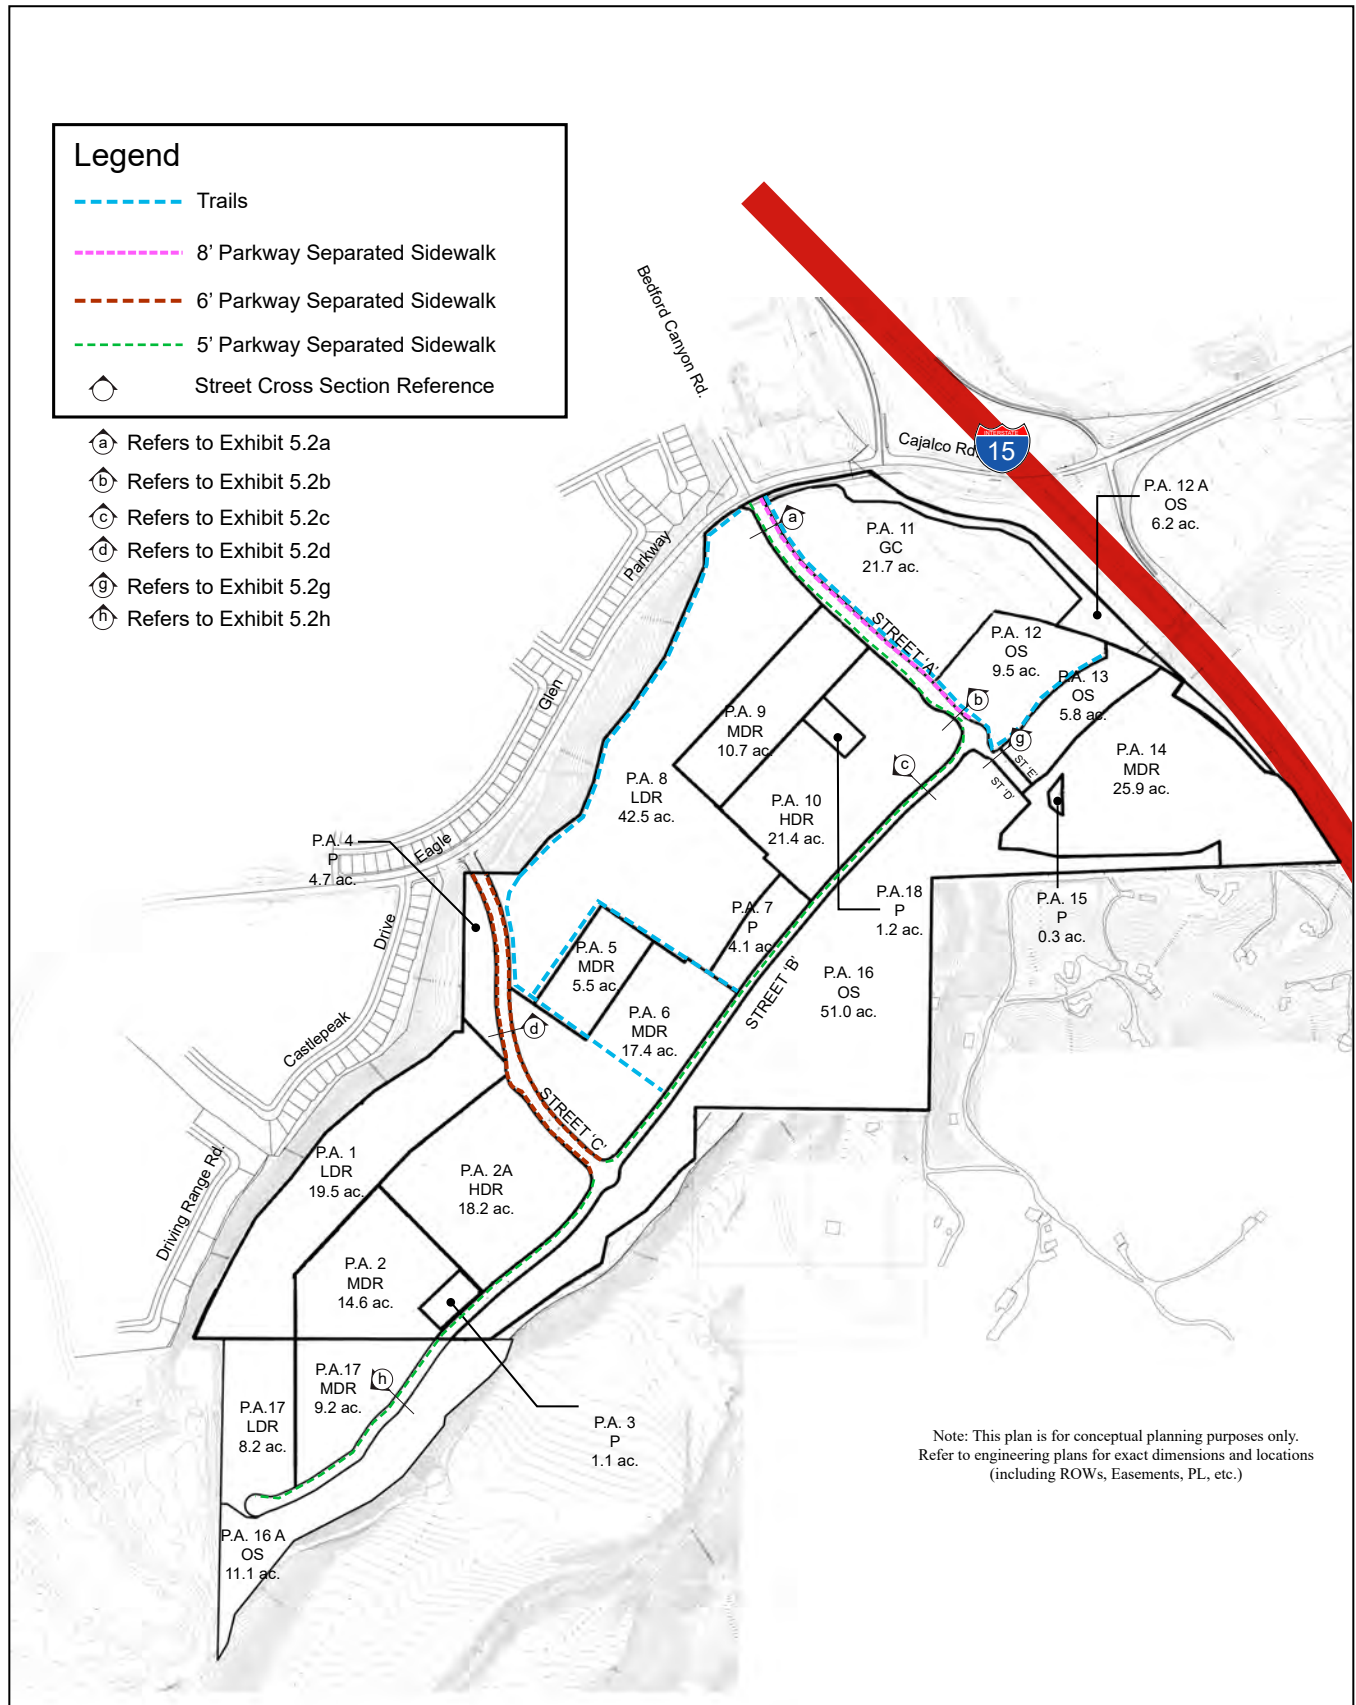 Legend
Trails
8’ Parkway Separated Sidewalk
6’ Parkway Separated Sidewalk
5’ Parkway Separated Sidewalk
Street Cross Section Reference
a Refers to Exhibit 5.2a
b Refers to Exhibit 5.2b
c Refers to Exhibit 5.2c
d Refers to Exhibit 5.2d
g Refers to Exhibit 5.2g
h Refers to Exhibit 5.2h
Bedford Canyon Rd.
Cajalco Rd.
INTERSTATE
15
P.A. 12 A
OS
6.2 ac.
a
P.A. 11
GC
21.7 ac.
Parkway
Glen
Eagle
STREET ‘A’
P.A. 12
OS
9.5 ac.
P.A. 13
OS
5.8 ac.
b
g
ST ‘E’
ST ‘D’
P.A. 14
MDR
25.9 ac.
P.A. 9
MDR
10.7 ac.
c
P.A. 8
LDR
42.5 ac.
P.A. 10
HDR
21.4 ac.
P.A. 4
P
4.7 ac.
P.A.18
P
1.2 ac.
P.A. 15
P
0.3 ac.
P.A. 7
P
4.1 ac.
Drive
Castlepeak
P.A. 5
MDR
5.5 ac.
P.A. 6
MDR
17.4 ac.
STREET ‘B’
P.A. 16
OS
51.0 ac.
d
STREET ‘C’
Driving Range Rd.
P.A. 1
LDR
19.5 ac.
P.A. 2A
HDR
18.2 ac.
P.A. 2
MDR
14.6 ac.
P.A.17
MDR
9.2 ac.
h
P.A.17
LDR
8.2 ac.
P.A. 3
P
1.1 ac.
P.A. 16 A
OS
11.1 ac.
Note: This plan is for conceptual planning purposes only.
Refer to engineering plans for exact dimensions and locations
(including ROWs, Easements, PL, etc.)